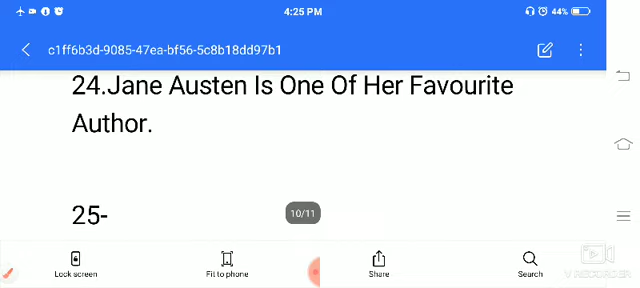 4:25 PM
44%
c1ff6b3d-9085-47ea-bf56-5c8b18dd97b1
24.Jane Austen Is One Of Her Favourite
Author.
25-
10/11
Lock screen
Fit to phone
Share
Search
V RECORDER